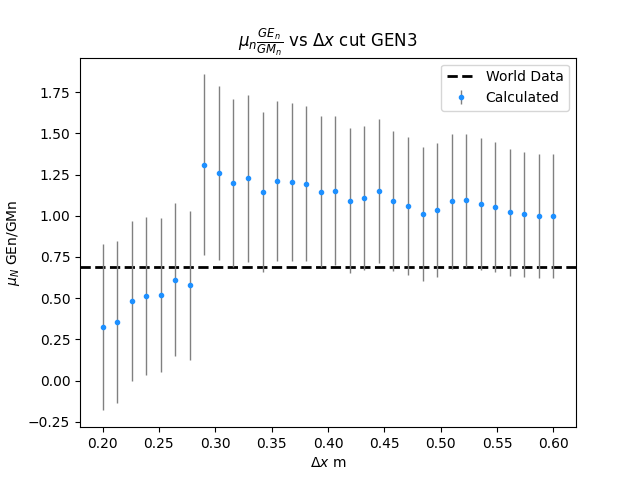 μn GEn/GMn vs Δx cut GEN3
World Data
Calculated
1.75
1.50
1.25
1.00
0.75
0.50
0.25
0.00
−0.25
μN GEn/GMn
0.20 0.25 0.30 0.35 0.40 0.45 0.50 0.55 0.60
Δx m